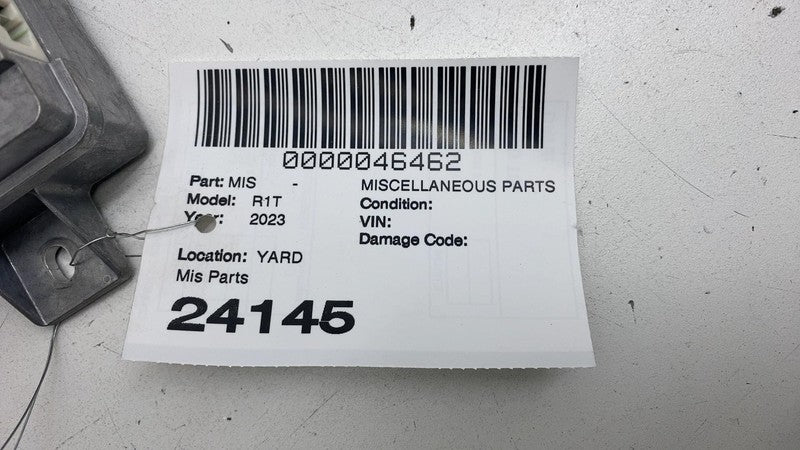 0000046462
Part: MIS - MISCELLANEOUS PARTS
Model: R1T Condition:
Year: 2023 VIN:
Damage Code:
Location: YARD
Mis Parts
24145